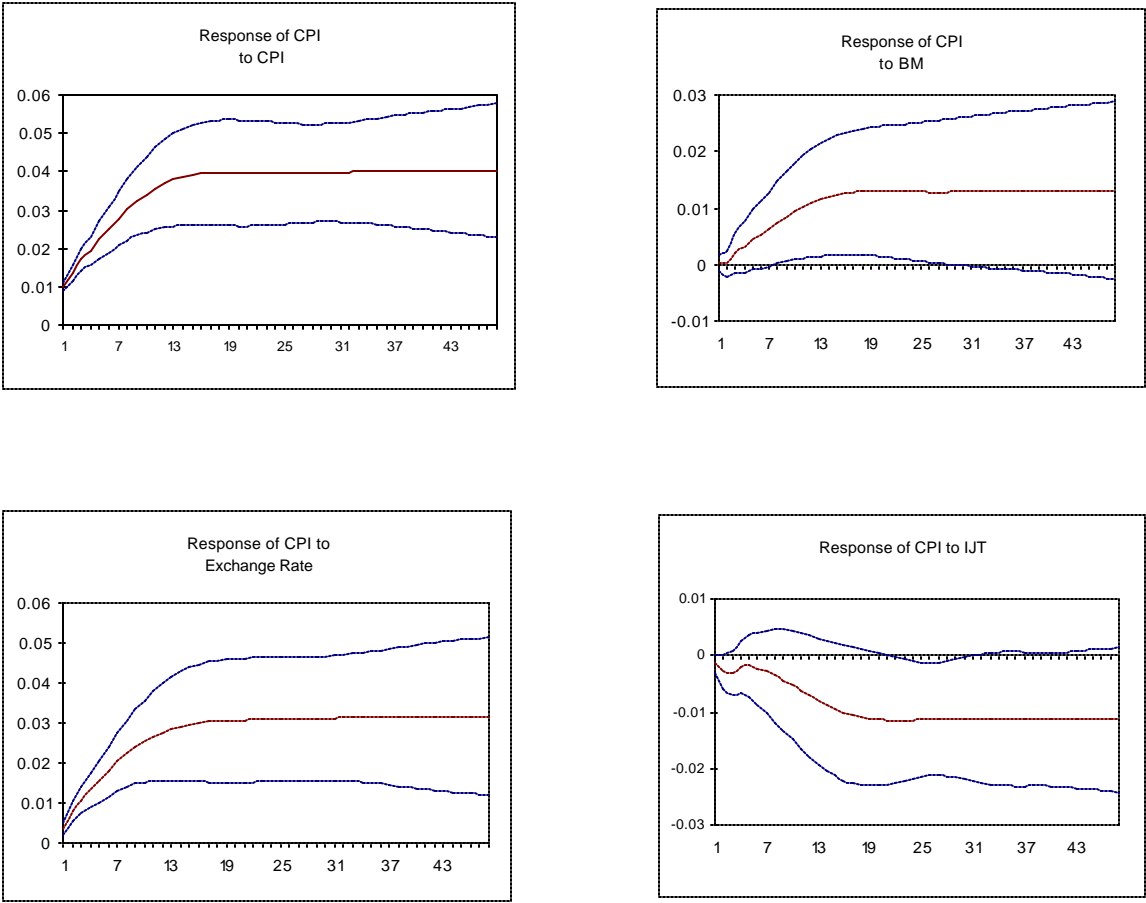 Response of CPI
to CPI
0.06
0.05
0.04
0.03
0.02
0.01
0
1 7 13 19 25 31 37 43
Response of CPI
to BM
0.03
0.02
0.01
0
-0.01
1 7 13 19 25 31 37 43
Response of CPI to
Exchange Rate
0.06
0.05
0.04
0.03
0.02
0.01
0
1 7 13 19 25 31 37 43
Response of CPI to IJT
0.01
0
-0.01
-0.02
-0.03
1 7 13 19 25 31 37 43